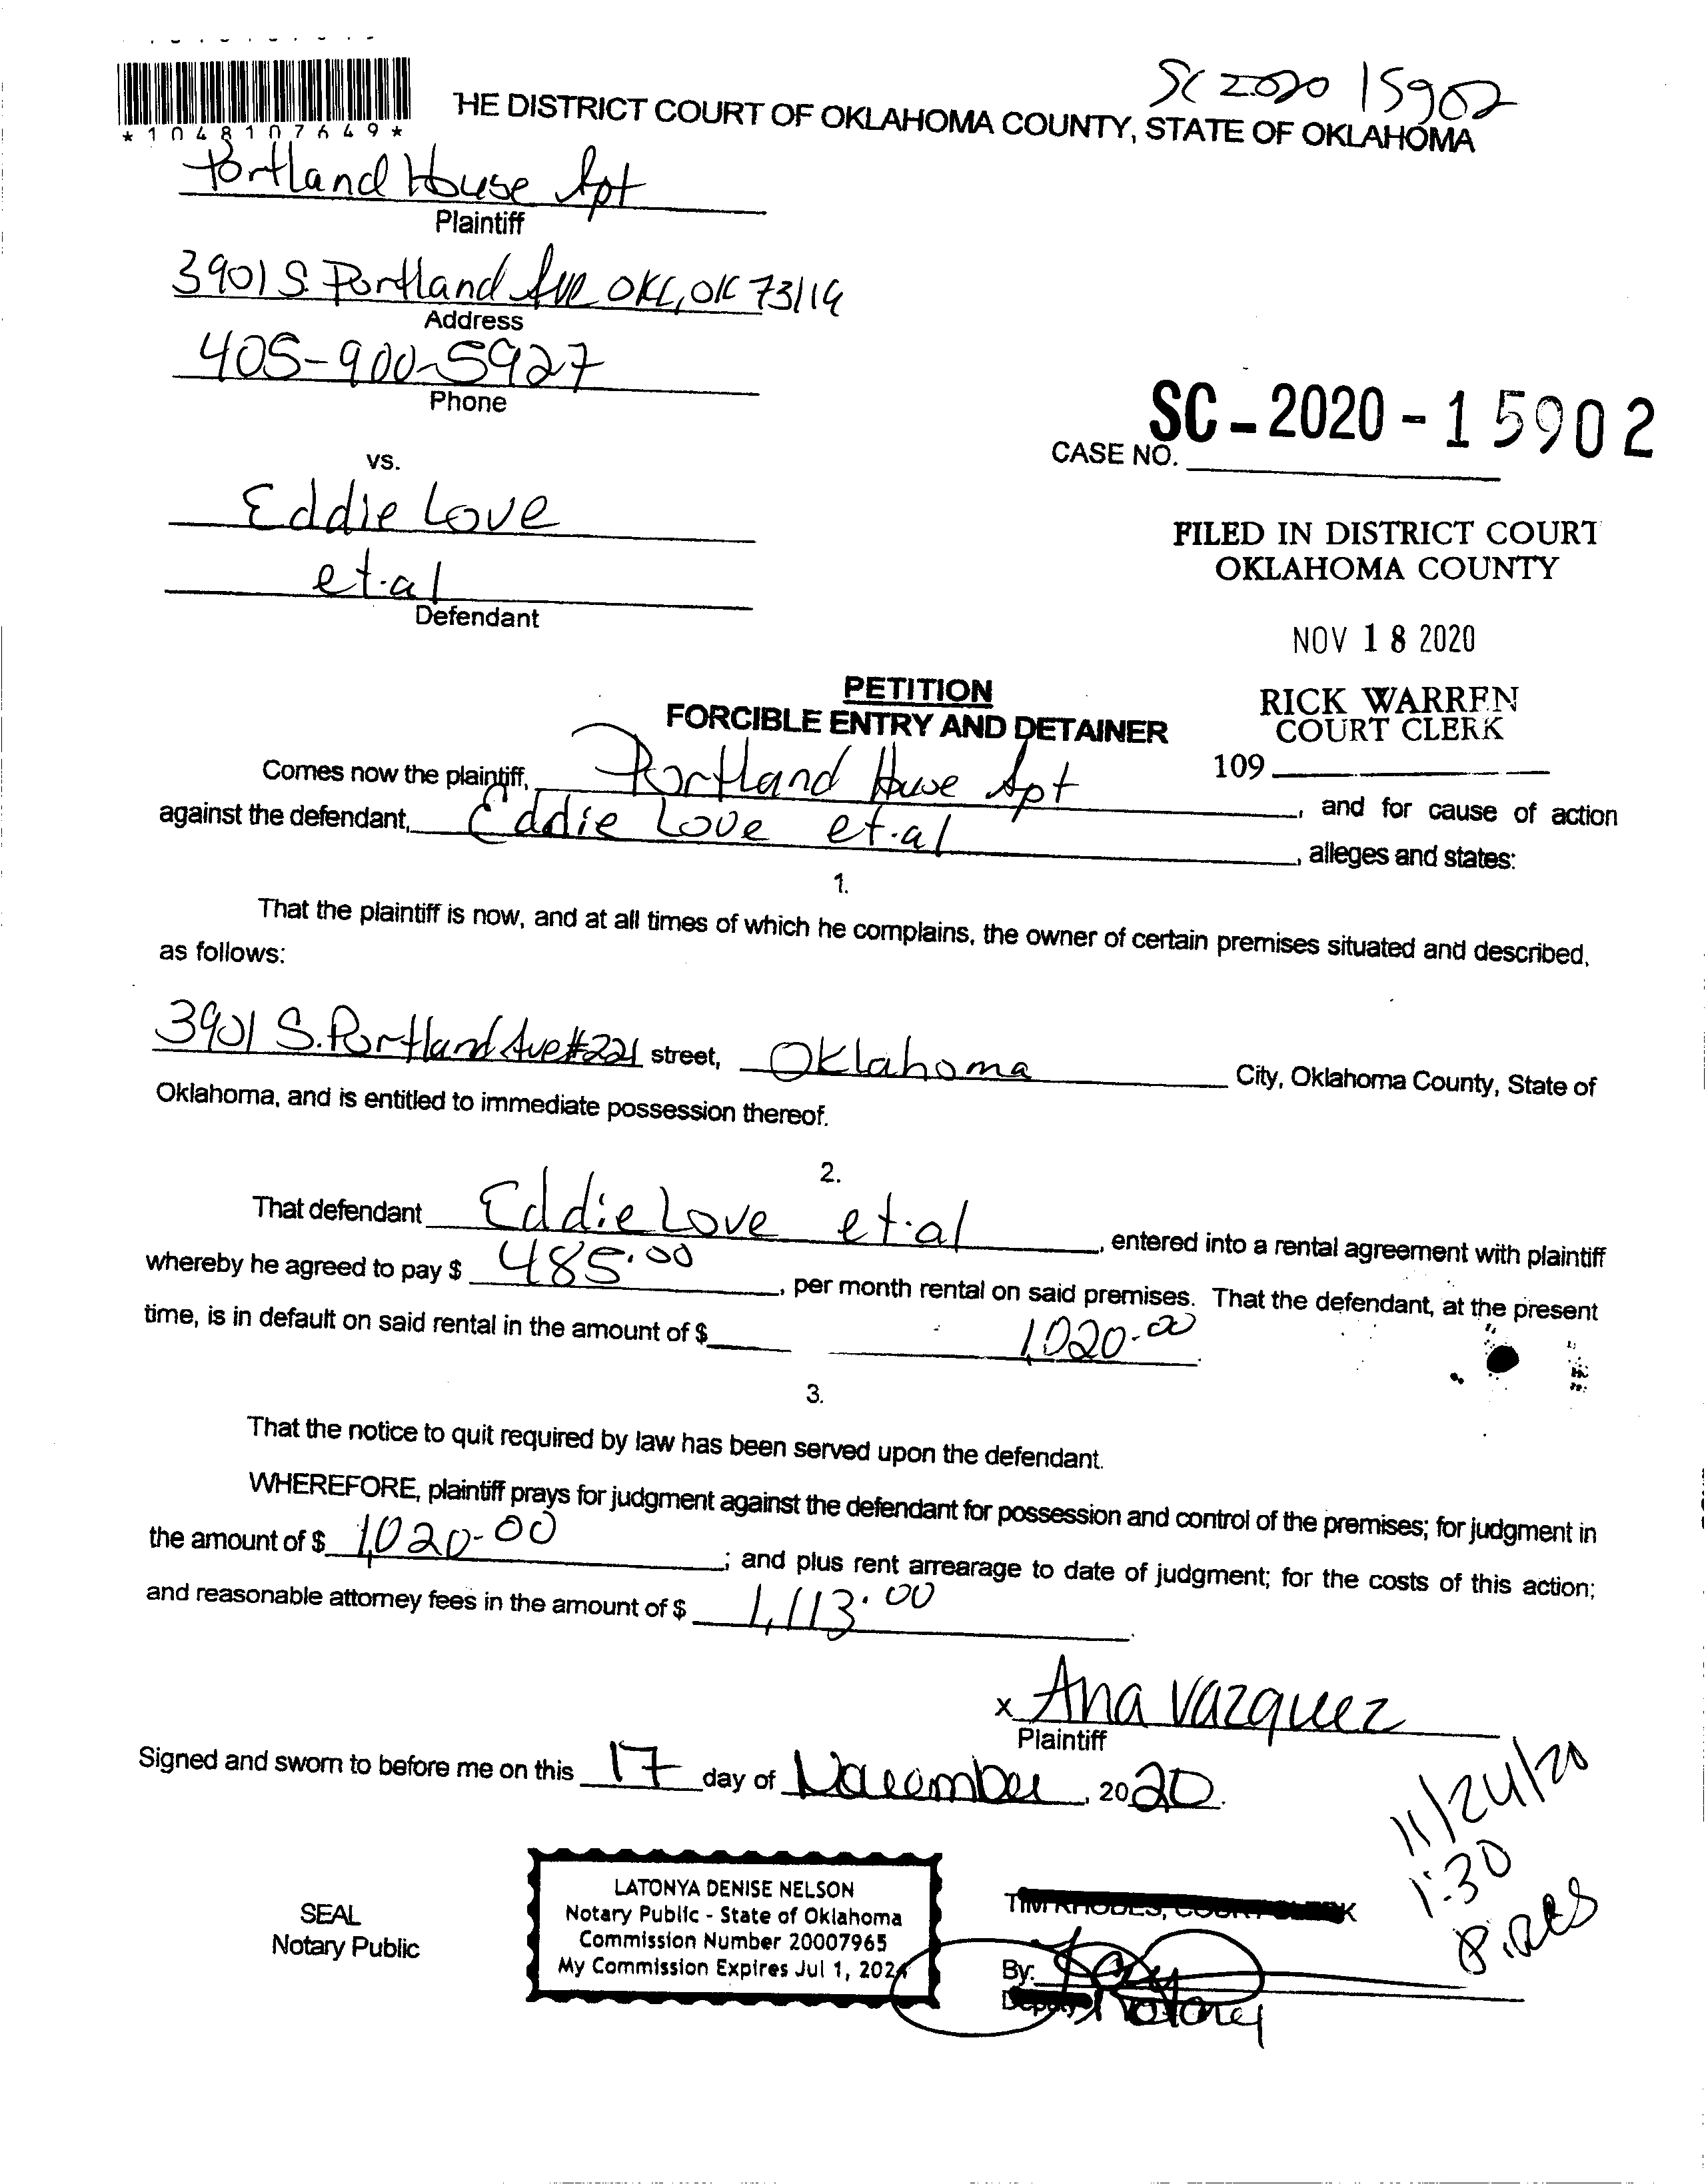 SC 2020 15902
*1048107649*
THE DISTRICT COURT OF OKLAHOMA COUNTY, STATE OF OKLAHOMA
Portland House Apt
Plaintiff
3901 S. Portland Ave OKC, OK 73119
Address
405-900-5927
Phone
SC-2020-15902
CASE NO.
vs.
Eddie Love
et.al
Defendant
FILED IN DISTRICT COURT
OKLAHOMA COUNTY
NOV 18 2020
RICK WARREN
COURT CLERK
109
PETITION
FORCIBLE ENTRY AND DETAINER
Comes now the plaintiff, Portland House Apt, and for cause of action
against the defendant, Eddie Love et.al, alleges and states:
1.
That the plaintiff is now, and at all times of which he complains, the owner of certain premises situated and described,
as follows:
3901 S. Portland Ave #221 street, Oklahoma City, Oklahoma County, State of
Oklahoma, and is entitled to immediate possession thereof.
2.
That defendant Eddie Love et.al, entered into a rental agreement with plaintiff
whereby he agreed to pay $ 485.00, per month rental on said premises. That the defendant, at the present
time, is in default on said rental in the amount of $ 1,020.00.
3.
That the notice to quit required by law has been served upon the defendant.
WHEREFORE, plaintiff prays for judgment against the defendant for possession and control of the premises; for judgment in
the amount of $ 1,020.00; and plus rent arrearage to date of judgment; for the costs of this action;
and reasonable attorney fees in the amount of $ 1,113.00.
x Ana Vazquez
Plaintiff
Signed and sworn to before me on this 17 day of November, 2020.
11/24/20
1:30
SEAL
Notary Public
LATONYA DENISE NELSON
Notary Public - State of Oklahoma
Commission Number 20007965
My Commission Expires Jul 1, 2024
TIM RHODES, COURT CLERK
By:
Deputy Notary